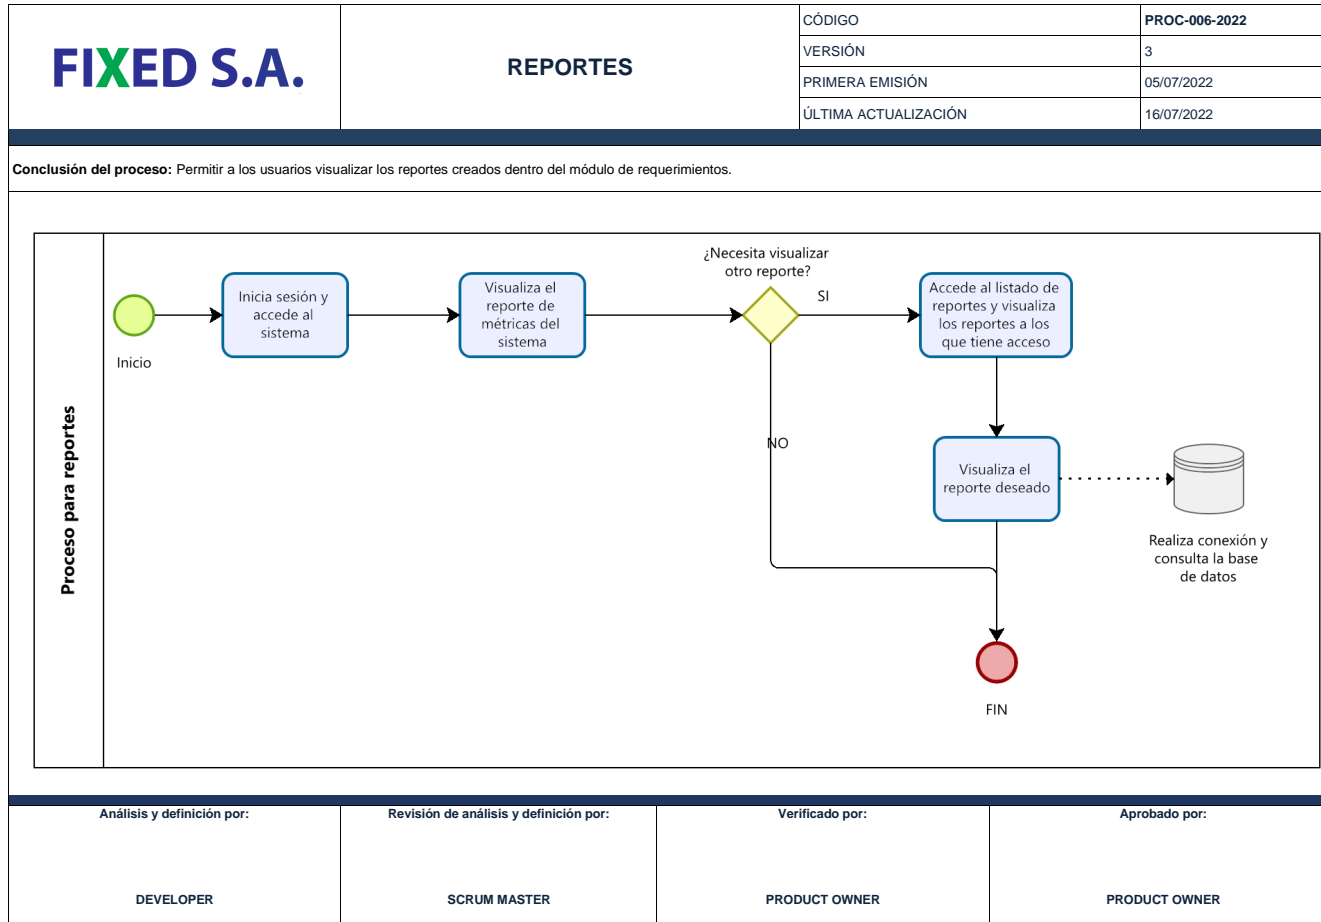 FIXED S.A.
REPORTES
CÓDIGO
PROC-006-2022
VERSIÓN
3
PRIMERA EMISIÓN
05/07/2022
ÚLTIMA ACTUALIZACIÓN
16/07/2022
Conclusión del proceso: Permitir a los usuarios visualizar los reportes creados dentro del módulo de requerimientos.
Proceso para reportes
Inicio
Inicia sesión y
accede al
sistema
Visualiza el
reporte de
métricas del
sistema
¿Necesita visualizar
otro reporte?
SI
NO
Accede al listado de
reportes y visualiza
los reportes a los
que tiene acceso
Visualiza el
reporte deseado
Realiza conexión y
consulta la base
de datos
FIN
Análisis y definición por:
DEVELOPER
Revisión de análisis y definición por:
SCRUM MASTER
Verificado por:
PRODUCT OWNER
Aprobado por:
PRODUCT OWNER